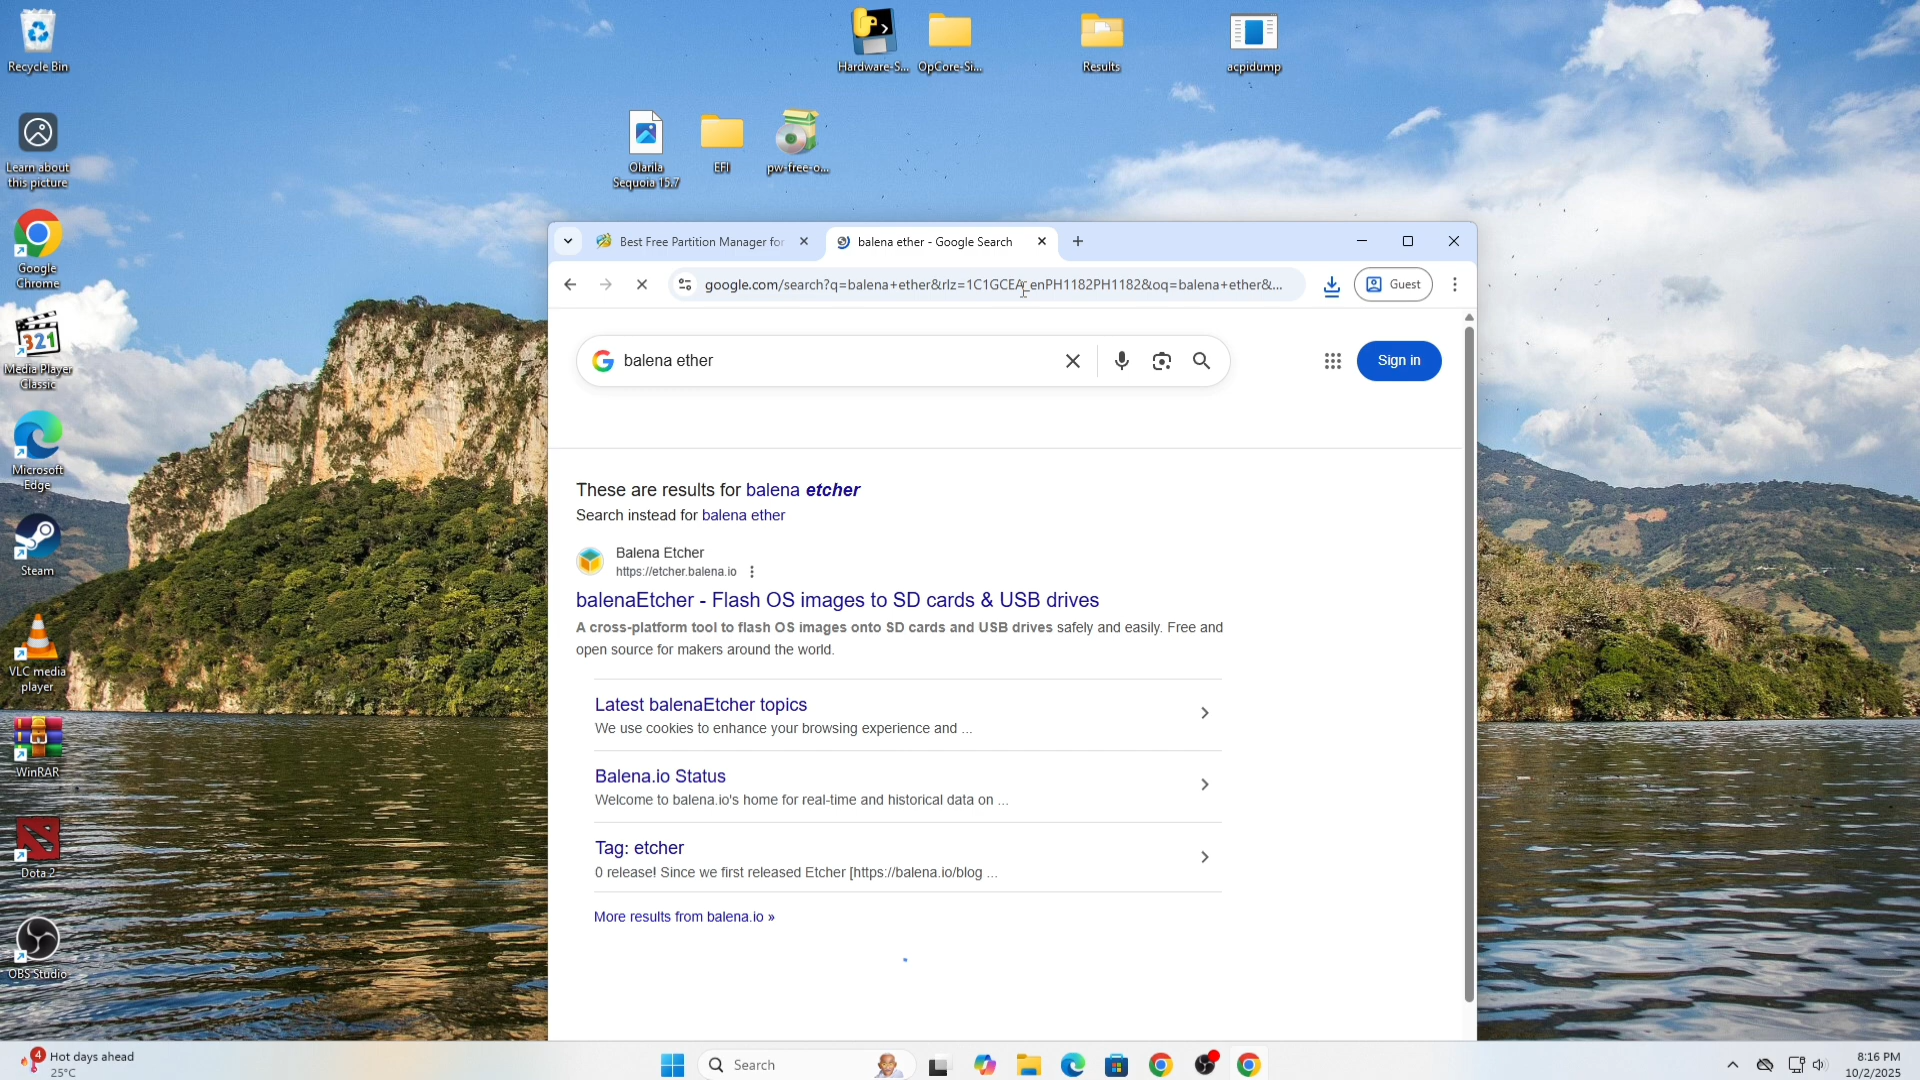 Recycle Bin
Learn about
this picture
Google
Chrome
321
Media Player
Classic
Microsoft
Edge
Steam
VLC media
player
WinRAR
Dota 2
OBS Studio
Hardware-S...
OpCore-Si...
Results
acpidump
Olarila
Sequoia 15.7
EFI
pw-free-o...
Best Free Partition Manager for
balena ether - Google Search
google.com/search?q=balena+ether&rlz=1C1GCEA_enPH1182PH1182&oq=balena+ether&...
Guest
balena ether
Sign in
These are results for balena etcher
Search instead for balena ether
Balena Etcher
https://etcher.balena.io
balenaEtcher - Flash OS images to SD cards & USB drives
A cross-platform tool to flash OS images onto SD cards and USB drives safely and easily. Free and
open source for makers around the world.
Latest balenaEtcher topics
We use cookies to enhance your browsing experience and ...
Balena.io Status
Welcome to balena.io's home for real-time and historical data on ...
Tag: etcher
0 release! Since we first released Etcher [https://balena.io/blog ...
More results from balena.io »
4
Hot days ahead
25°C
Search
8:16 PM
10/2/2025